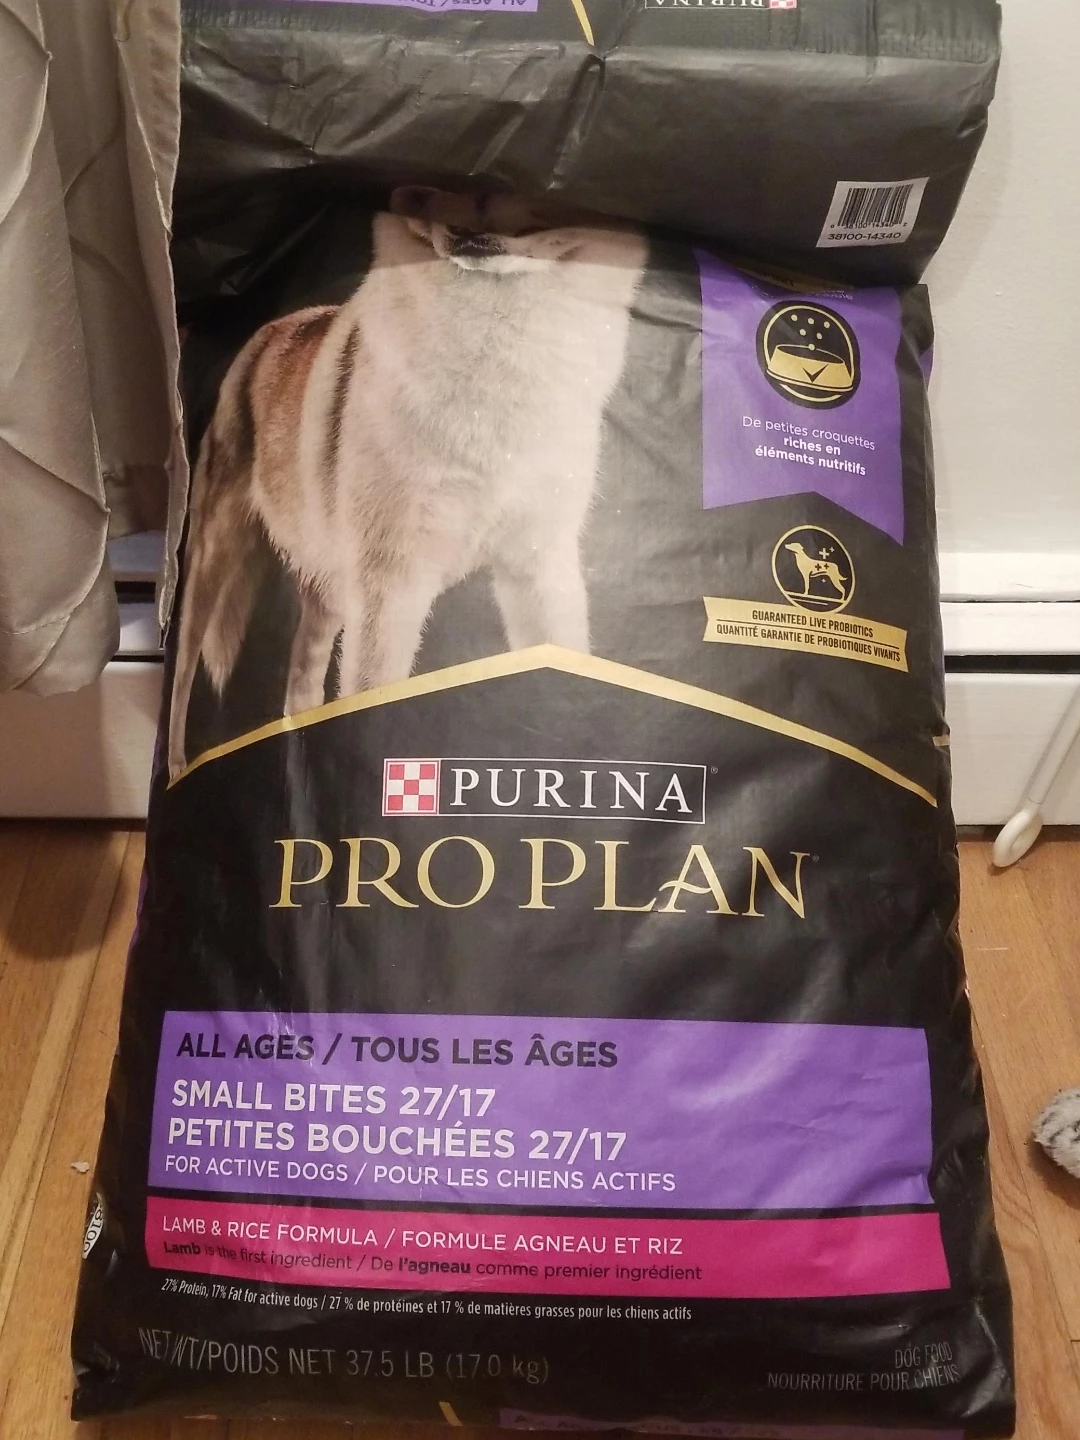 PURINA
38100-14340
De petites croquettes
riches en
éléments nutritifs
GUARANTEED LIVE PROBIOTICS
QUANTITÉ GARANTIE DE PROBIOTIQUES VIVANTS
PURINA
PRO PLAN
ALL AGES / TOUS LES ÂGES
SMALL BITES 27/17
PETITES BOUCHÉES 27/17
FOR ACTIVE DOGS / POUR LES CHIENS ACTIFS
LAMB & RICE FORMULA / FORMULE AGNEAU ET RIZ
Lamb is the first ingredient / De l'agneau comme premier ingrédient
27% Protein, 17% Fat for active dogs / 27 % de protéines et 17 % de matières grasses pour les chiens actifs
NET WT/POIDS NET 37.5 LB (17.0 kg)
DOG FOOD
NOURRITURE POUR CHIENS